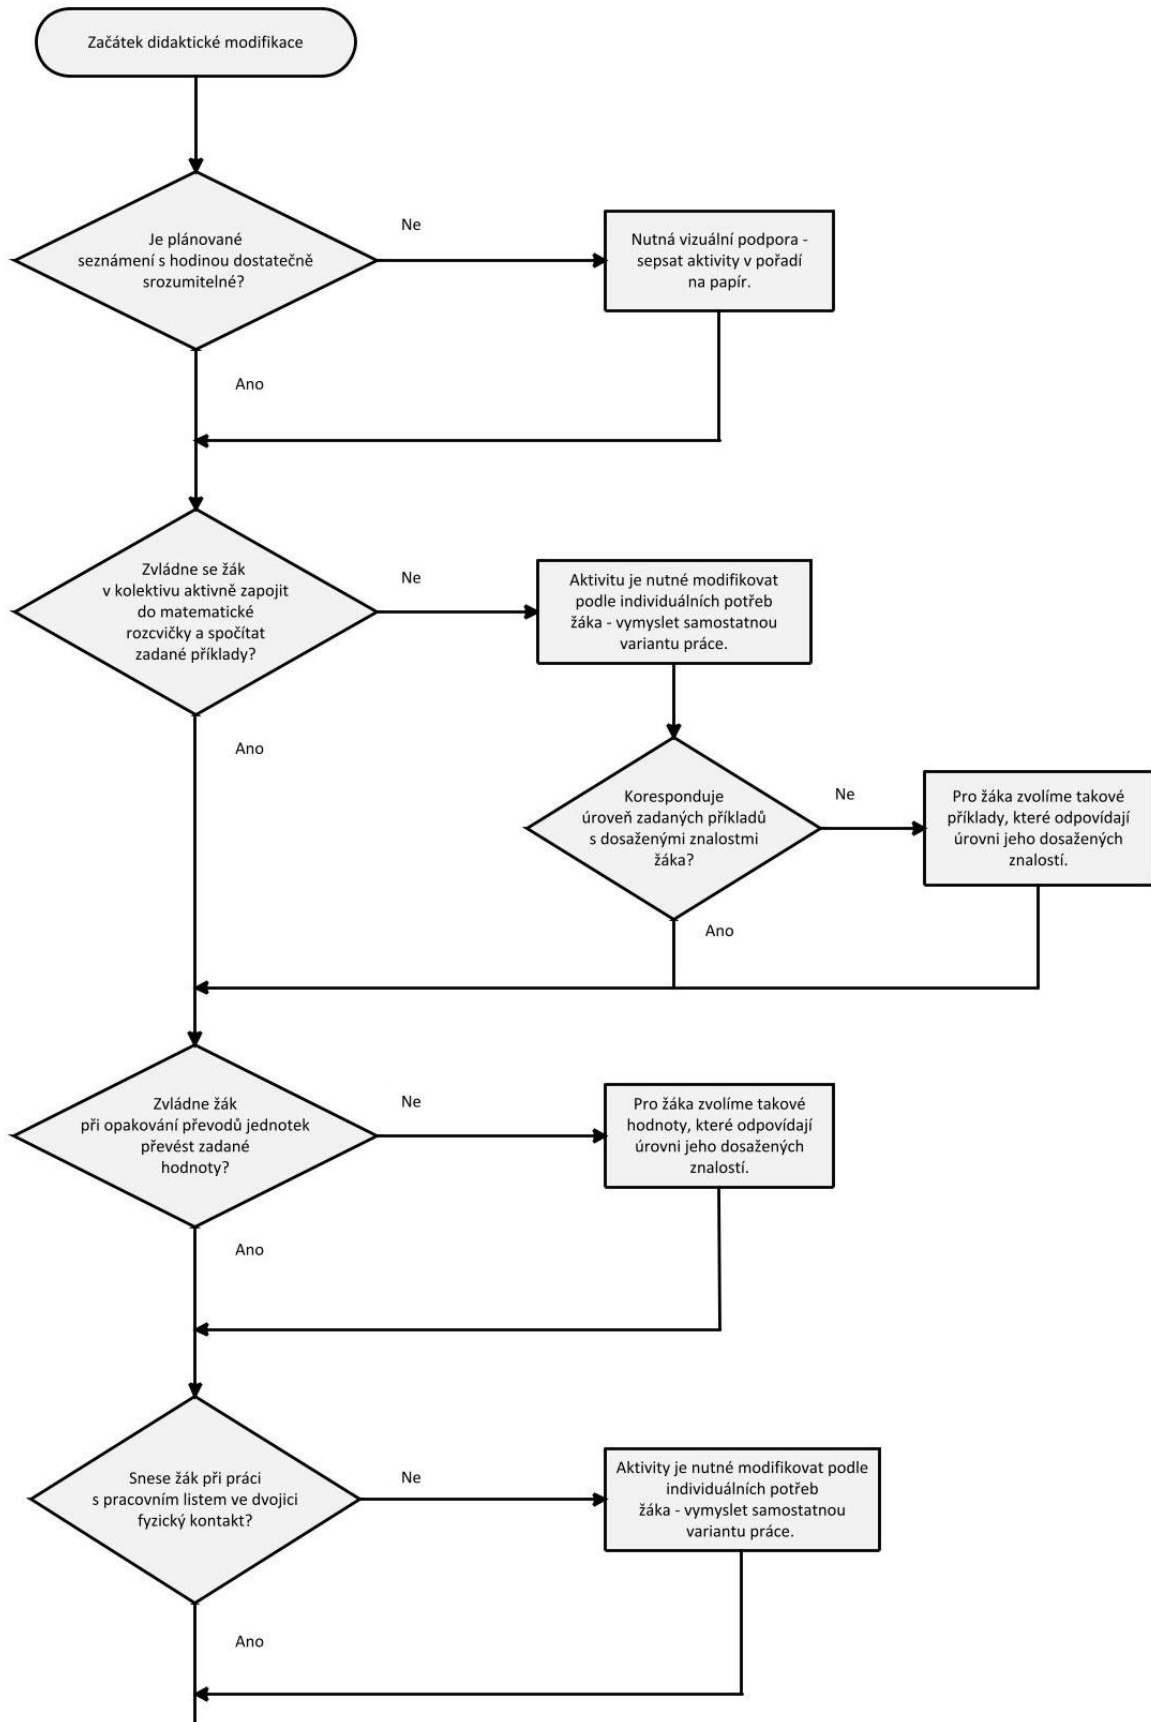 Začátek didaktické modifikace
Je plánované
seznámení s hodinou dostatečně
srozumitelné?
Ne
Nutná vizuální podpora -
sepsat aktivity v pořadí
na papír.
Ano
Zvládne se žák
v kolektivu aktivně zapojit
do matematické
rozcvičky a spočítat
zadané příklady?
Ne
Aktivitu je nutné modifikovat
podle individuálních potřeb
žáka - vymyslet samostatnou
variantu práce.
Ano
Koresponduje
úroveň zadaných příkladů
s dosaženými znalostmi
žáka?
Ne
Pro žáka zvolíme takové
příklady, které odpovídají
úrovni jeho dosažených
znalostí.
Ano
Zvládne žák
při opakování převodů jednotek
převést zadané
hodnoty?
Ne
Pro žáka zvolíme takové
hodnoty, které odpovídají
úrovni jeho dosažených
znalostí.
Ano
Snese žák při práci
s pracovním listem ve dvojici
fyzický kontakt?
Ne
Aktivity je nutné modifikovat podle
individuálních potřeb
žáka - vymyslet samostatnou
variantu práce.
Ano